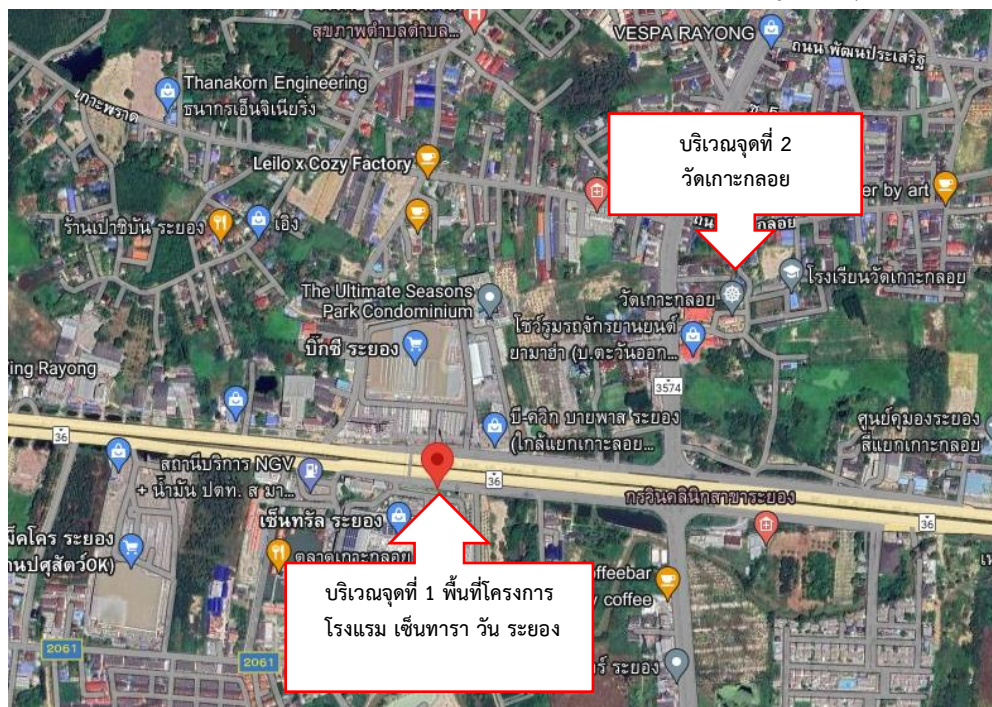 สุขภาพตำบลตำบล...
VESPA RAYONG
ถนน พัฒนประเสริฐ
Thanakorn Engineering
ธนากรเอ็นจิเนียริ่ง
เกาะพราด
ซ. 5
บริเวณจุดที่ 2
วัดเกาะกลอย
Leilo x Cozy Factory
er by art
ถน
กลอย
ร้านเปาซิบัน ระยอง
เอิง
โรงเรียนวัดเกาะกลอย
The Ultimate Seasons
Park Condominium
วัดเกาะกลอย
โชว์รูมรถจักรยานยนต์
ยามาฮ่า (บ.ตะวันออก...
บิ๊กซี ระยอง
ing Rayong
3574
บี-ควิก บายพาส ระยอง
(ใกล้แยกเกาะลอย...
ศูนย์คุมองระยอง
สี่แยกเกาะกลอย
36
สถานีบริการ NGV
+ น้ำมัน ปตท. ส มา...
36
กรวินคลินิกสาขาระยอง
เซ็นทรัล ระยอง
36
ม็คโคร ระยอง
านปศุสัตว์OK)
ตลาดเกาะกลอย
offeebar
y coffee
บริเวณจุดที่ 1 พื้นที่โครงการ
โรงแรม เซ็นทารา วัน ระยอง
2061
2061
ร์ ระยอง